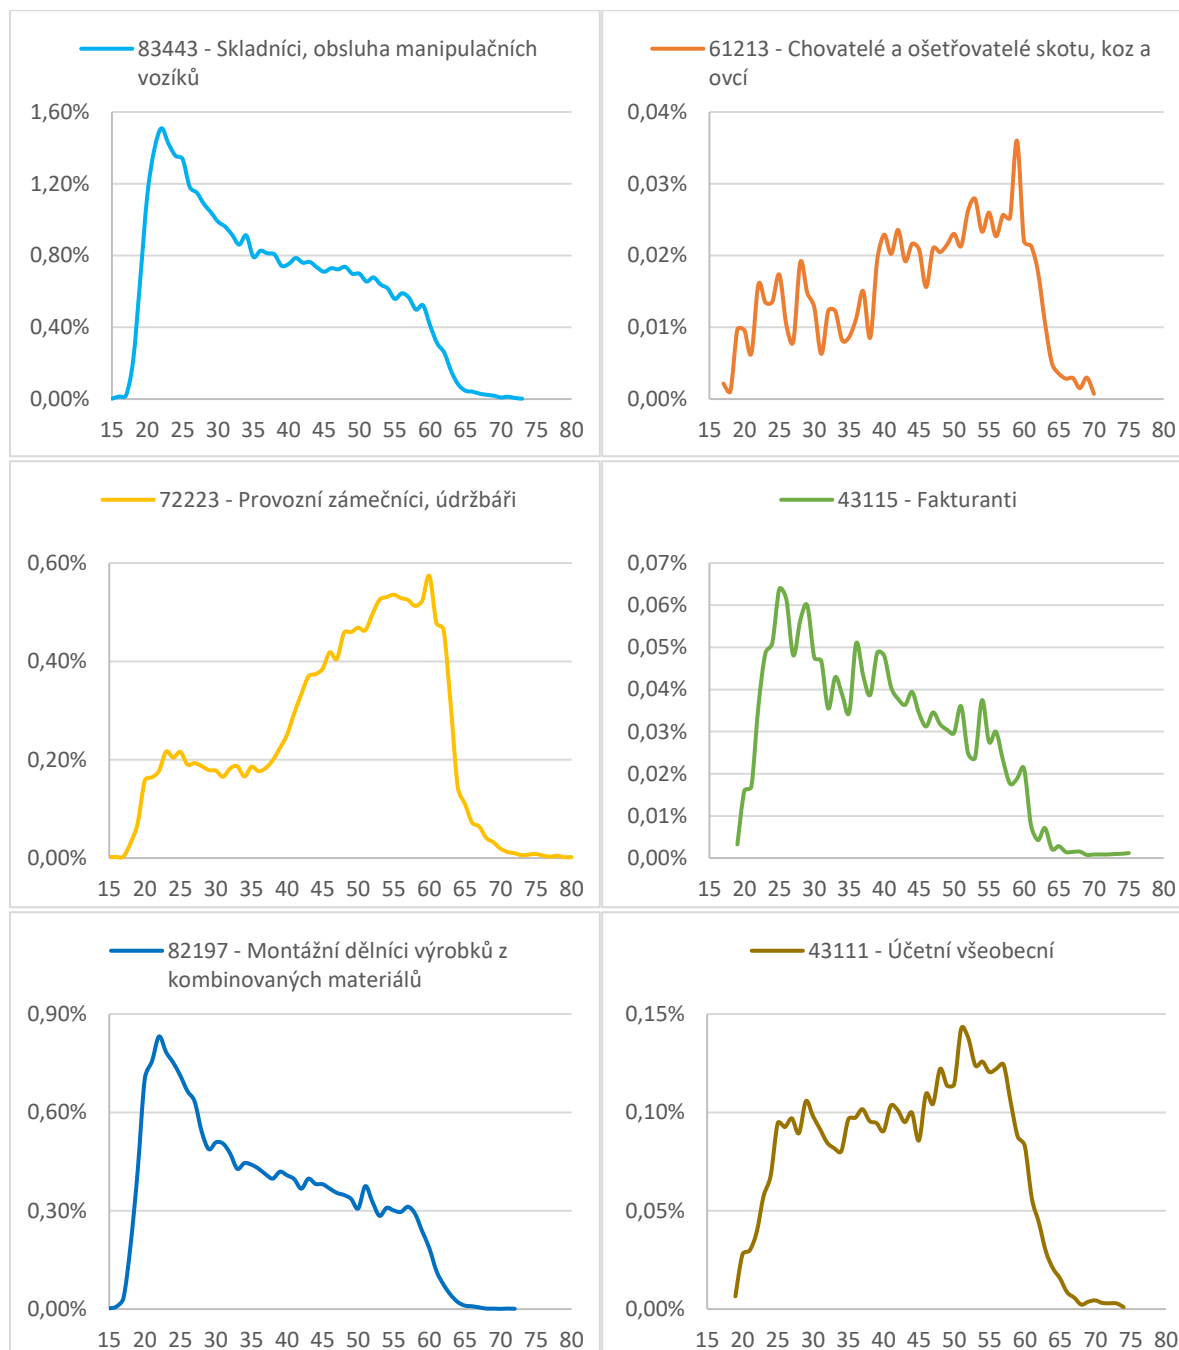 83443 - Skladníci, obsluha manipulačních
vozíků
1,60%
1,20%
0,80%
0,40%
0,00%
15 20 25 30 35 40 45 50 55 60 65 70 75 80
61213 - Chovatelé a ošetřovatelé skotu, koz a
ovcí
0,04%
0,03%
0,02%
0,01%
0,00%
15 20 25 30 35 40 45 50 55 60 65 70 75 80
72223 - Provozní zámečníci, údržbáři
0,60%
0,40%
0,20%
0,00%
15 20 25 30 35 40 45 50 55 60 65 70 75 80
43115 - Fakturanti
0,07%
0,06%
0,05%
0,04%
0,03%
0,02%
0,01%
0,00%
15 20 25 30 35 40 45 50 55 60 65 70 75 80
82197 - Montážní dělníci výrobků z
kombinovaných materiálů
0,90%
0,60%
0,30%
0,00%
15 20 25 30 35 40 45 50 55 60 65 70 75 80
43111 - Účetní všeobecní
0,15%
0,10%
0,05%
0,00%
15 20 25 30 35 40 45 50 55 60 65 70 75 80